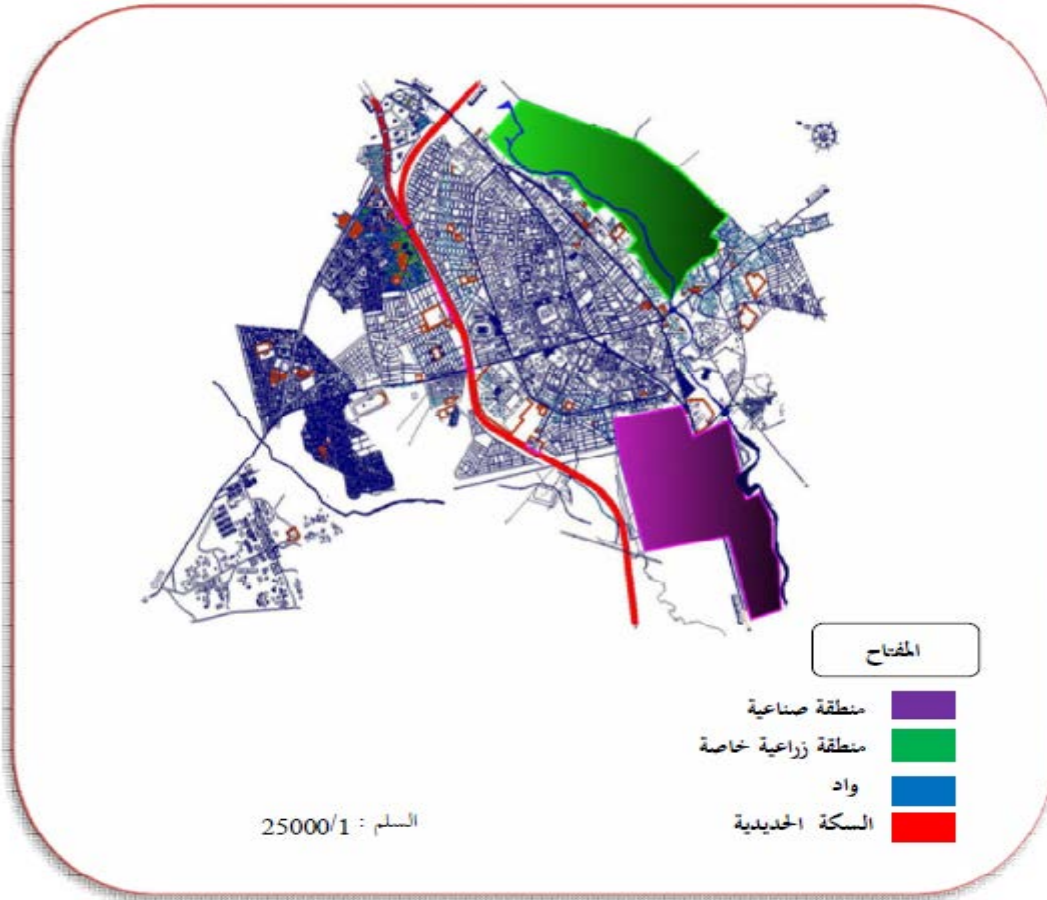 المفتاح
منطقة صناعية
منطقة زراعية خاصة
واد
السكة الحديدية
السلم : 25000/1